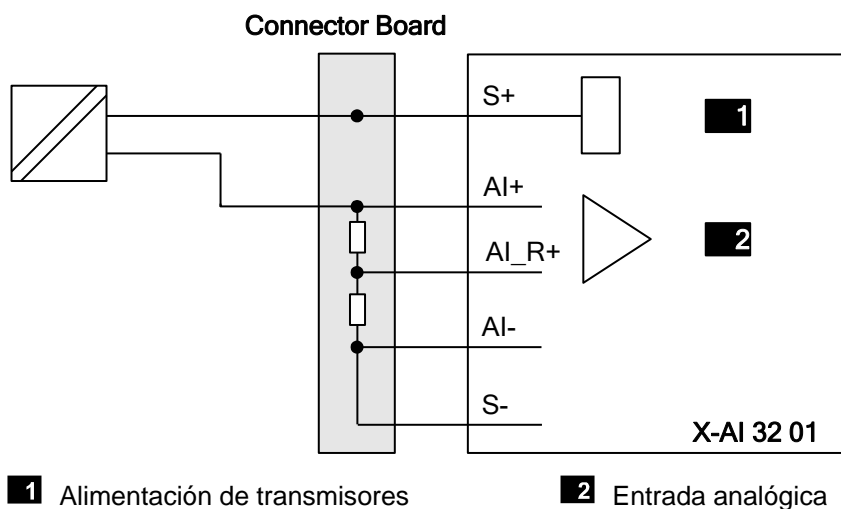 Connector Board
S+
1
AI+
2
AI_R+
AI-
S-
X-AI 32 01
1 Alimentación de transmisores
2 Entrada analógica